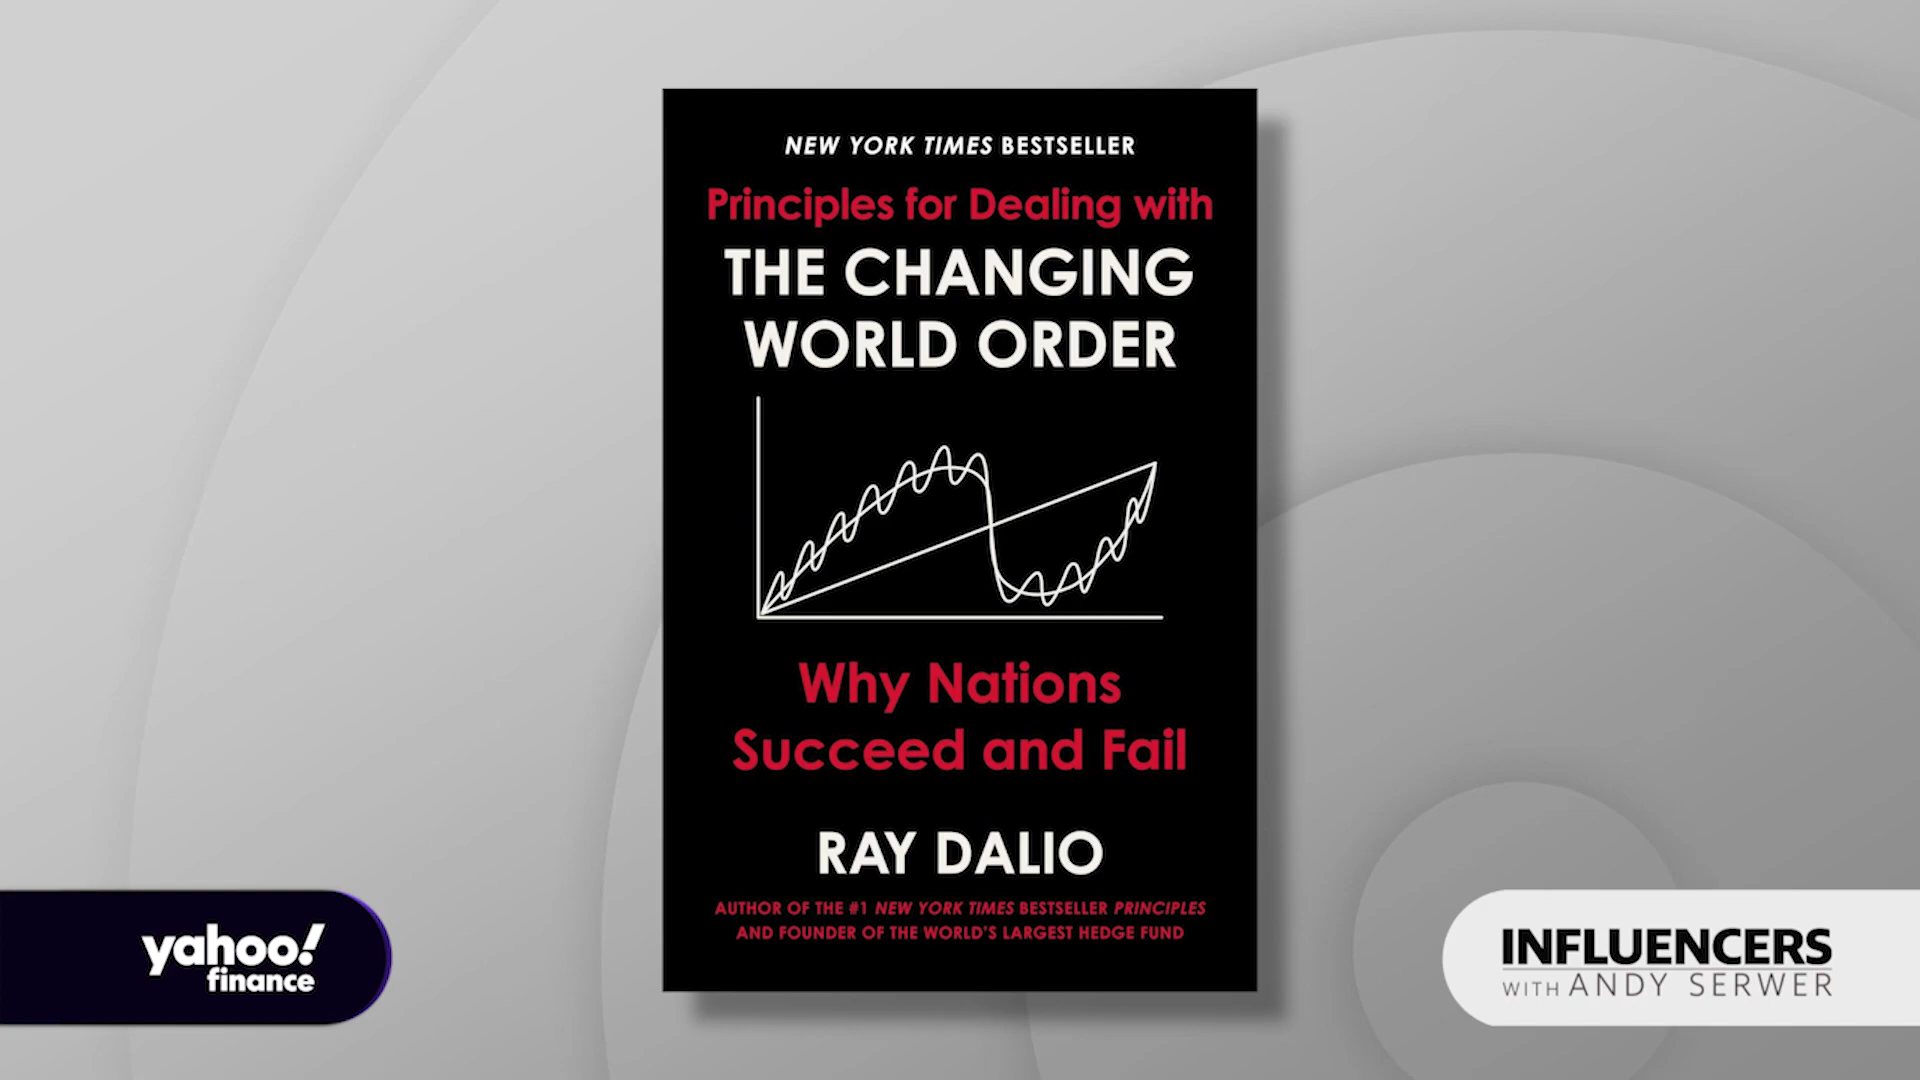 NEW YORK TIMES BESTSELLER
Principles for Dealing with
THE CHANGING
WORLD ORDER
Why Nations
Succeed and Fail
RAY DALIO
AUTHOR OF THE #1 NEW YORK TIMES BESTSELLER PRINCIPLES
AND FOUNDER OF THE WORLD'S LARGEST HEDGE FUND
yahoo!
finance
INFLUENCERS
WITH ANDY SERWER